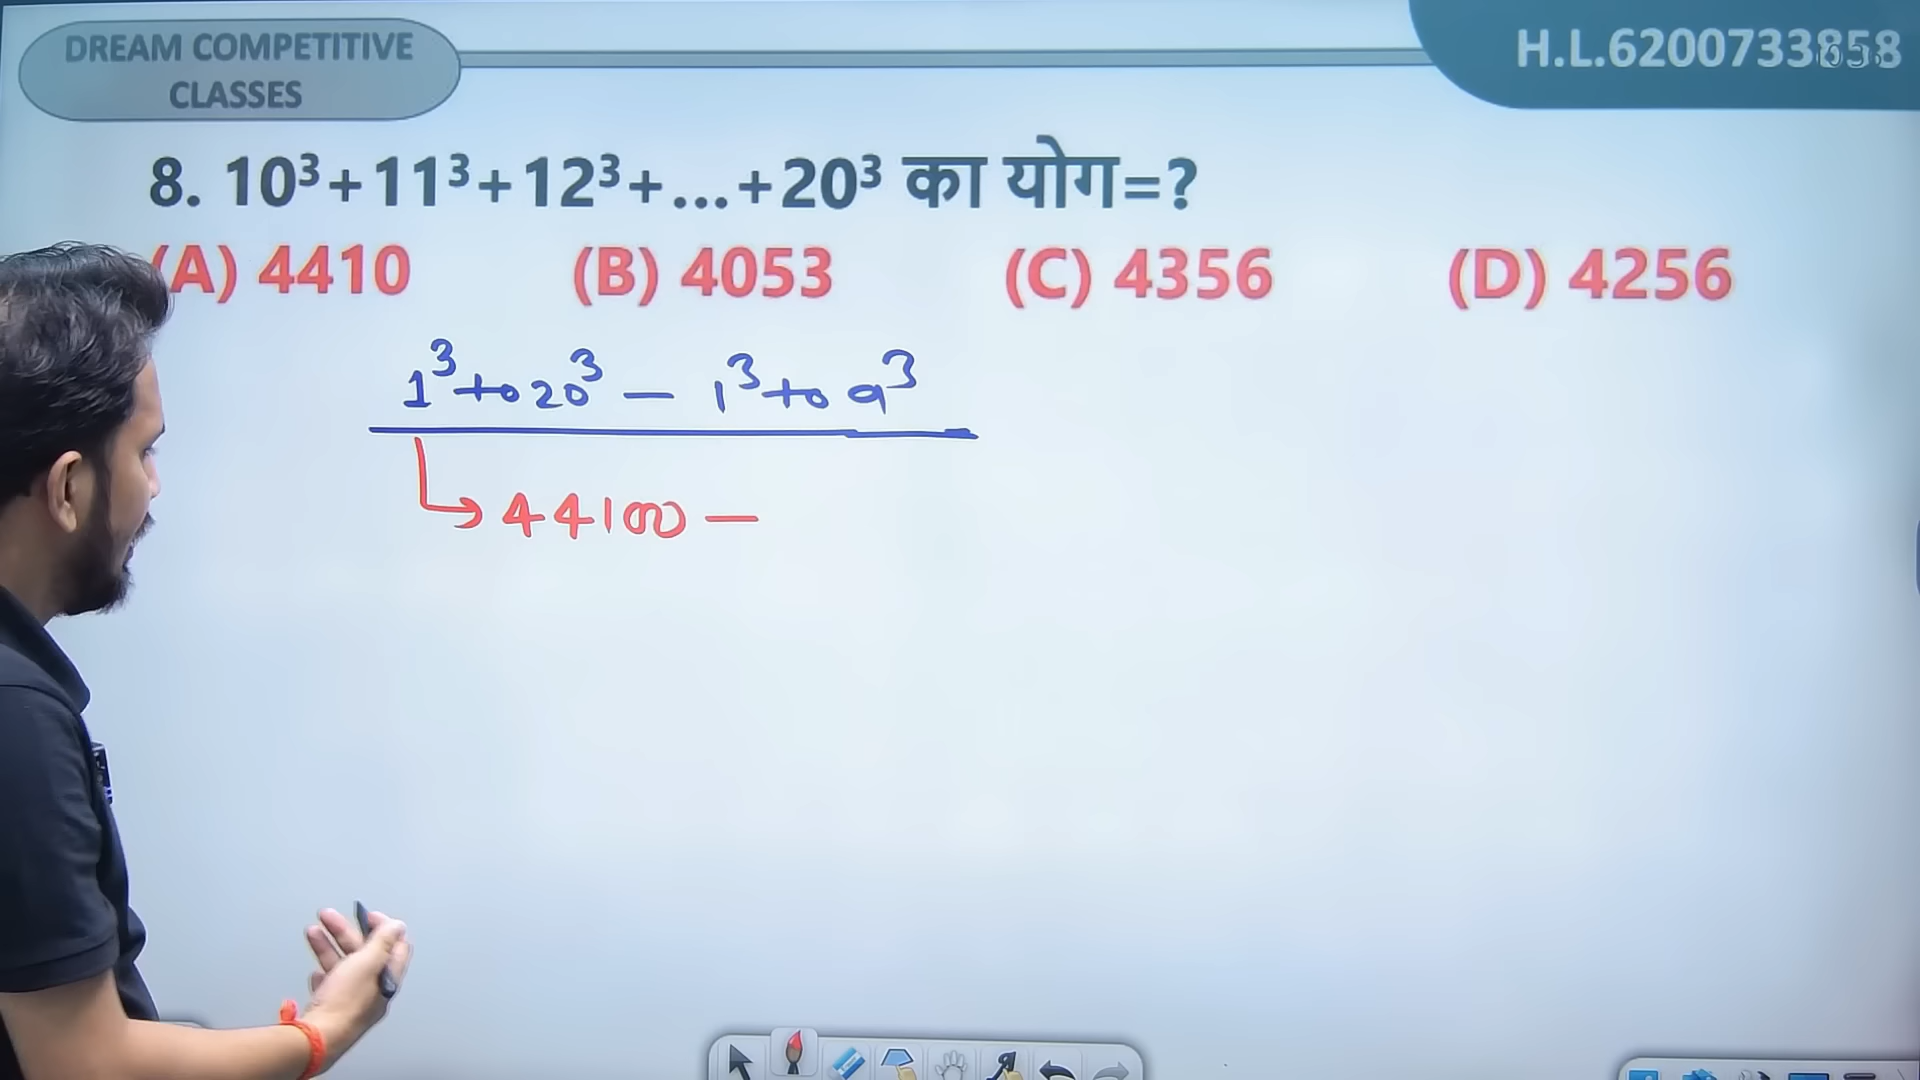 DREAM COMPETITIVE
CLASSES
H.L.6200733858
8. 10³+11³+12³+...+20³ का योग=?
(A) 4410 (B) 4053 (C) 4356 (D) 4256
1³ to 20³ — 1³ to 9³
↳ 44100 —